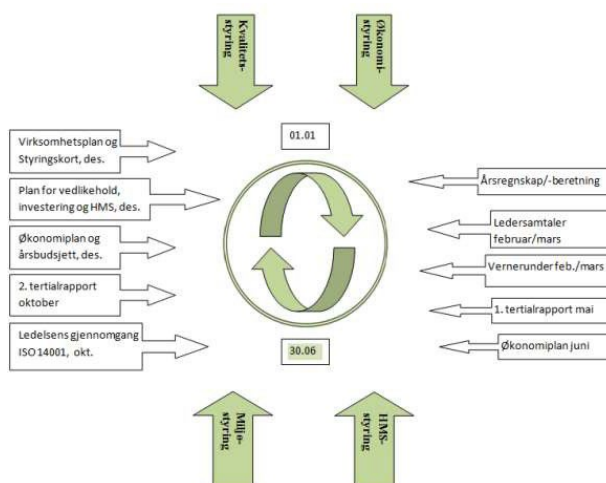 Kvalitets-
styring
Økonomi-
styring
01.01
Virksomhetsplan og
Styringskort, des.
Plan for vedlikehold,
investering og HMS, des.
Økonomiplan og
årsbudsjett, des.
2. tertialrapport
oktober
Ledelsens gjennomgang
ISO 14001, okt.
Årsregnskap/-beretning
Ledersamtaler
februar/mars
Vernerunder feb./mars
1. tertialrapport mai
Økonomiplan juni
30.06
Miljø-
styring
HMS-
styring